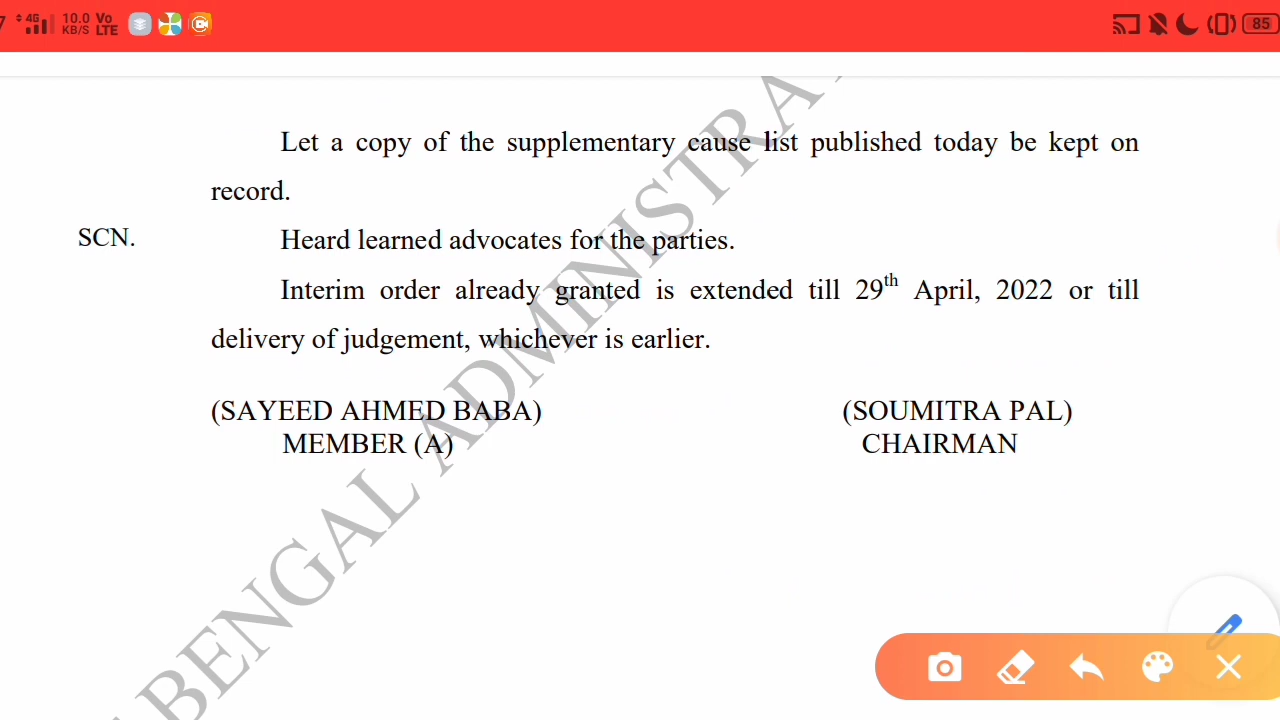 4G 10.0 KB/S Vo LTE 85
Let a copy of the supplementary cause list published today be kept on
record.
SCN. Heard learned advocates for the parties.
Interim order already granted is extended till 29th April, 2022 or till
delivery of judgement, whichever is earlier.
(SAYEED AHMED BABA) (SOUMITRA PAL)
MEMBER (A) CHAIRMAN
BENGAL ADMINISTRA